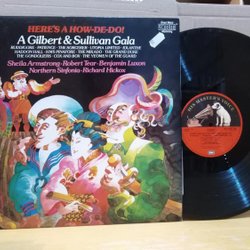 HERE'S A HOW-DE-DO!
A Gilbert & Sullivan Gala
RUDDIGORE · PATIENCE · THE SORCERER · UTOPIA LIMITED · IOLANTHE
HADDON HALL · HMS PINAFORE · THE MIKADO · THE GRAND DUKE
THE GONDOLIERS · COX AND BOX · THE YEOMEN OF THE GUARD
Sheila Armstrong · Robert Tear · Benjamin Luxon
Northern Sinfonia · Richard Hickox
HIS MASTER'S VOICE